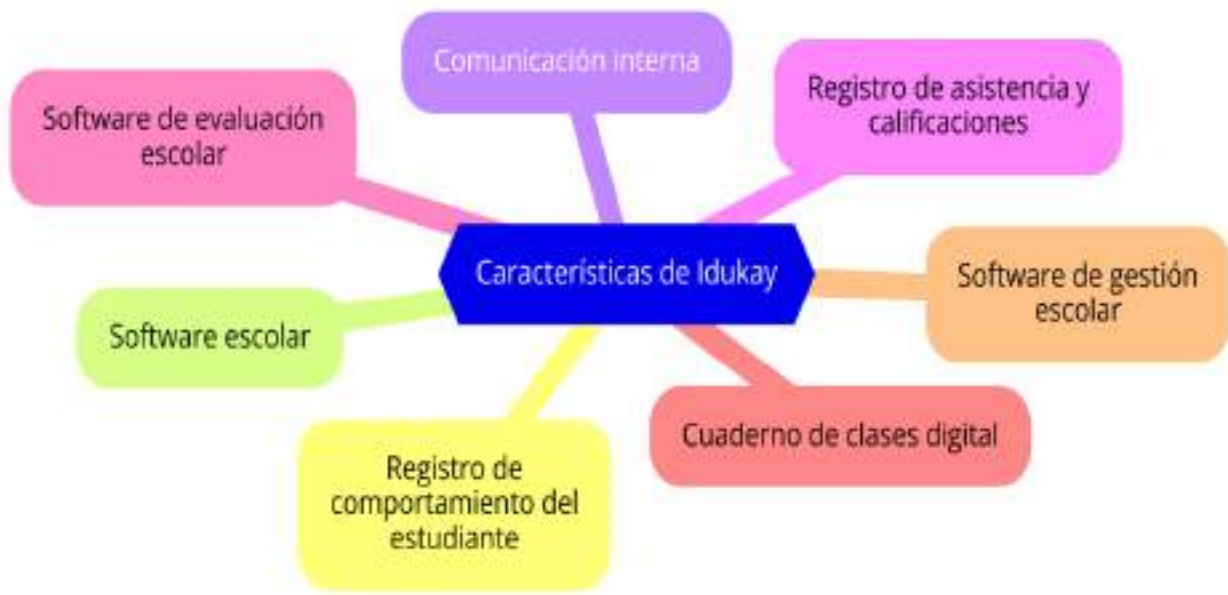 Comunicación interna
Registro de asistencia y
calificaciones
Software de evaluación
escolar
Características de Idukay
Software de gestión
escolar
Software escolar
Cuaderno de clases digital
Registro de
comportamiento del
estudiante